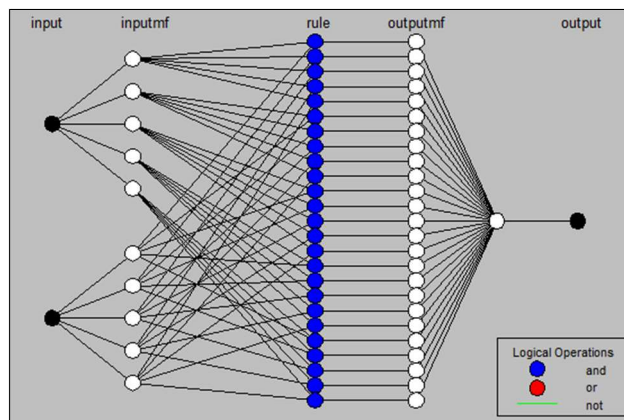 input inputmf rule outputmf output
Logical Operations
and
or
not